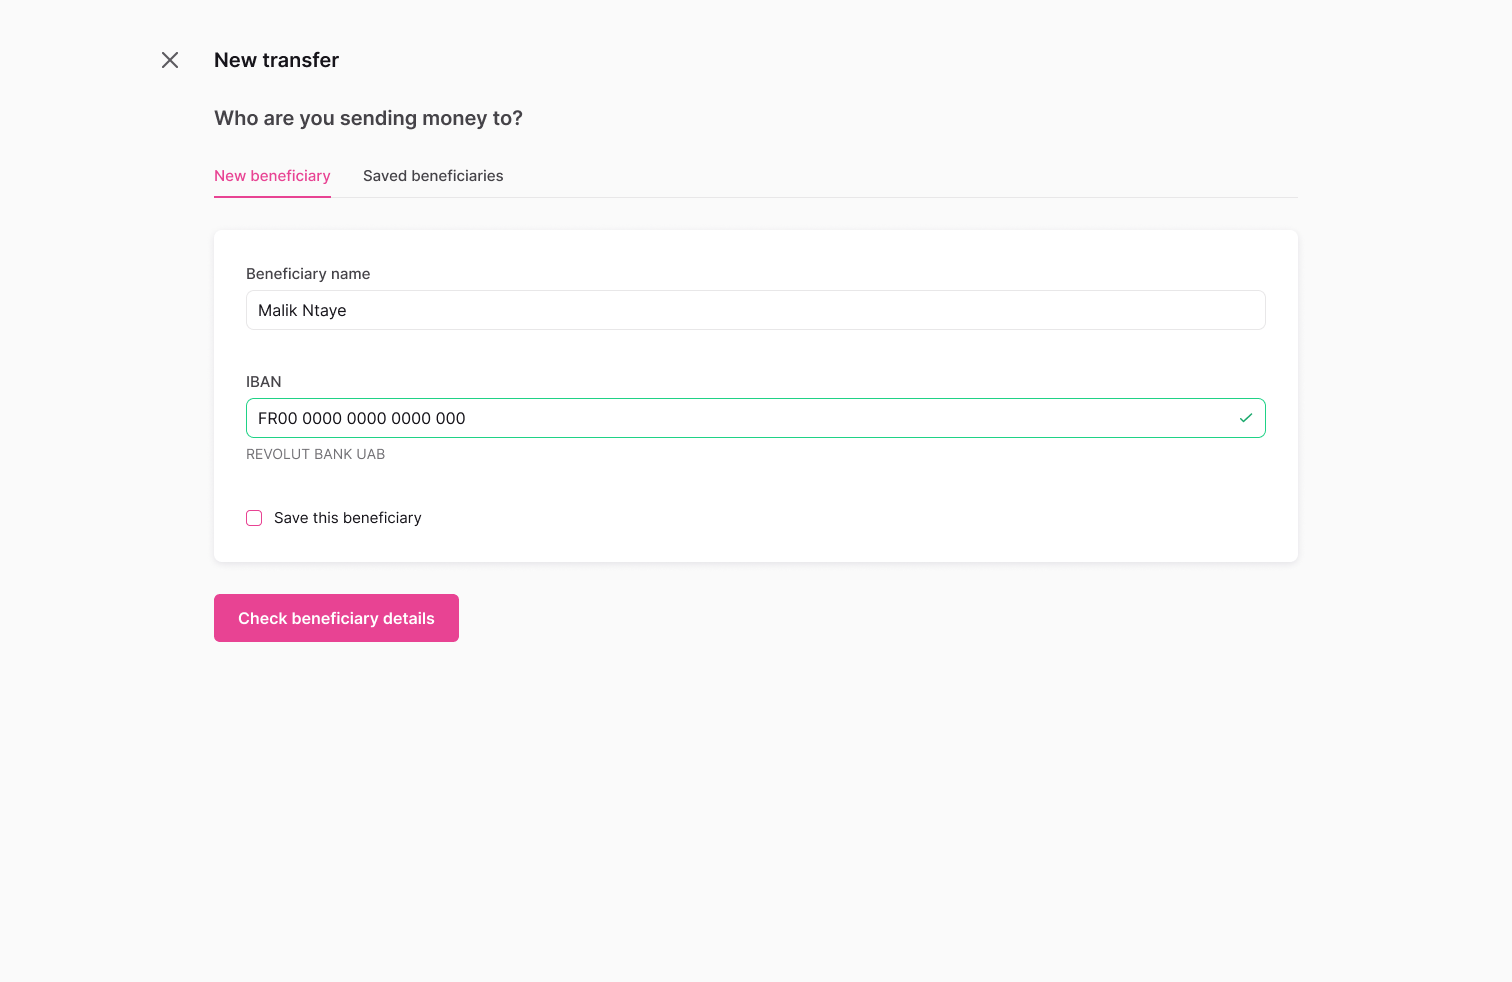 New transfer
Who are you sending money to?
New beneficiary Saved beneficiaries
Beneficiary name
Malik Ntaye
IBAN
FR00 0000 0000 0000 000
REVOLUT BANK UAB
Save this beneficiary
Check beneficiary details